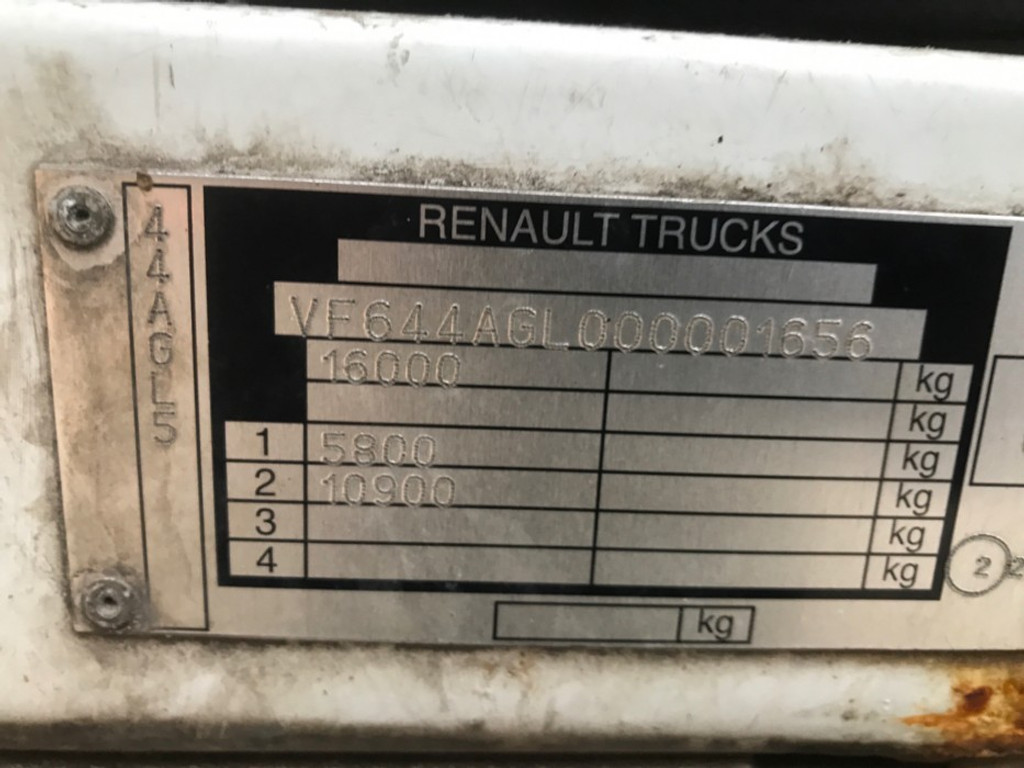 44AGL5
RENAULT TRUCKS
VF644AGL000001656
16000 kg
kg
1 5800 kg
2 10900 kg
3 kg
4 kg
2 2
kg